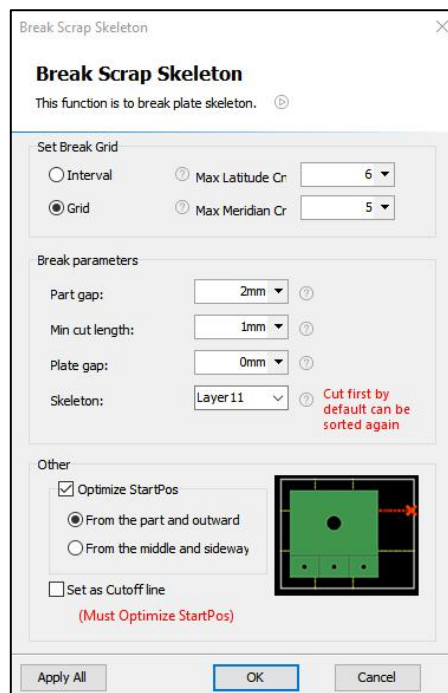 Break Scrap Skeleton
Break Scrap Skeleton
This function is to break plate skeleton.
Set Break Grid
Interval
? Max Latitude Cn 6
Grid
? Max Meridian Cr 5
Break parameters
Part gap: 2mm ?
Min cut length: 1mm ?
Plate gap: 0mm ?
Skeleton: Layer11 ? Cut first by
default can be
sorted again
Other
Optimize StartPos
From the part and outward
From the middle and sideway
Set as Cutoff line
(Must Optimize StartPos)
Apply All OK Cancel